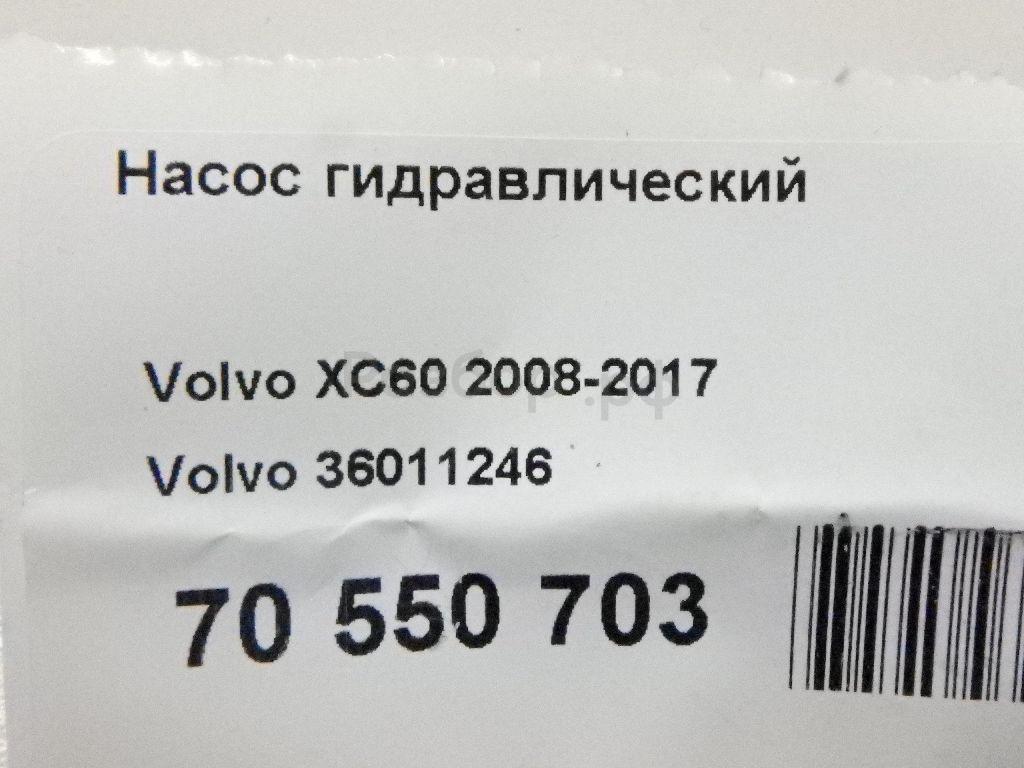 Насос гидравлический
Volvo XC60 2008-2017
Volvo 36011246
70 550 703